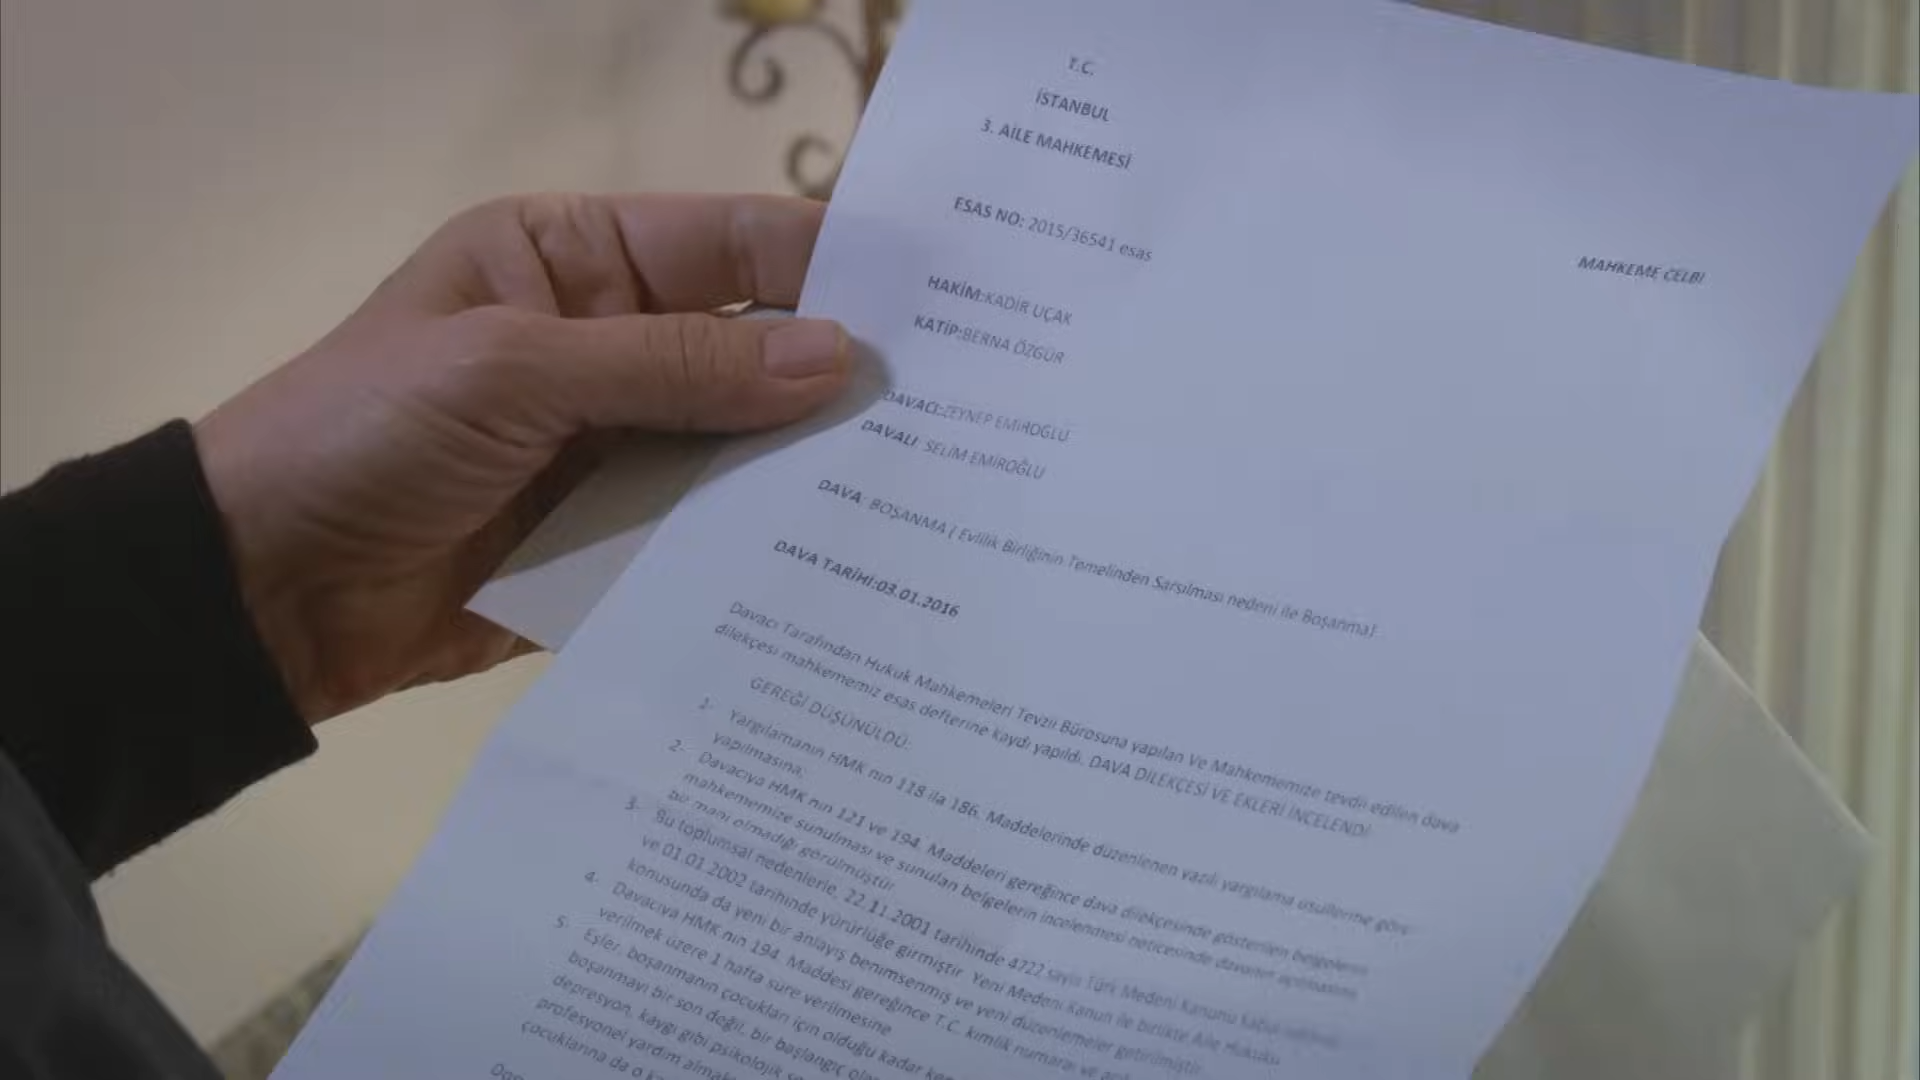 T.C.
İSTANBUL
3. AİLE MAHKEMESİ
ESAS NO: 2015/36541 esas
MAHKEME CELBİ
HAKİM:KADİR UÇAK
KATİP:BERNA ÖZGÜR
DAVACI:ZEYNEP EMİROĞLU
DAVALI: SELİM EMİROĞLU
DAVA: BOŞANMA ( Evlilik Birliğinin Temelinden Sarsılması nedeni ile Boşanma)
DAVA TARİHİ:03.01.2016
Davacı Tarafından Hukuk Mahkemeleri Tevzii Bürosuna yapılan Ve Mahkememize tevdii edilen dava
dilekçesi mahkememiz esas defterine kaydı yapıldı. DAVA DİLEKÇESİ VE EKLERİ İNCELENDİ
GEREĞİ DÜŞÜNÜLDÜ:
1- Yargılamanın HMK nın 118 ila 186. Maddelerinde düzenlenen yazılı yargılama usullerine göre
yapılmasına;
2- Davacıya HMK nın 121 ve 194. Maddeleri gereğince dava dilekçesinde gösterilen belgelerin
mahkememize sunulması ve sunulan belgelerin incelenmesi neticesinde davanın açılmasına
bir mani olmadığı görülmüştür
3- Bu toplumsal nedenlerle, 22.11.2001 tarihinde 4722 sayılı Türk Medeni Kanunu kabul
ve 01.01.2002 tarihinde yürürlüğe girmiştir. Yeni Medeni Kanun ile birlikte Aile Hukuku
konusunda da yeni bir anlayış benimsenmiş ve yeni düzenlemeler getirilmiştir.
4- Davacıya HMK nın 194. Maddesi gereğince T.C. kimlik numarası ve
verilmek üzere 1 hafta süre verilmesine
5- Eşler, boşanmanın çocukları için olduğu kadar
boşanmayı bir son değil, bir başlangıç
depresyon, kaygı gibi psikolojik
profesyonel yardım
çocuklarına da o